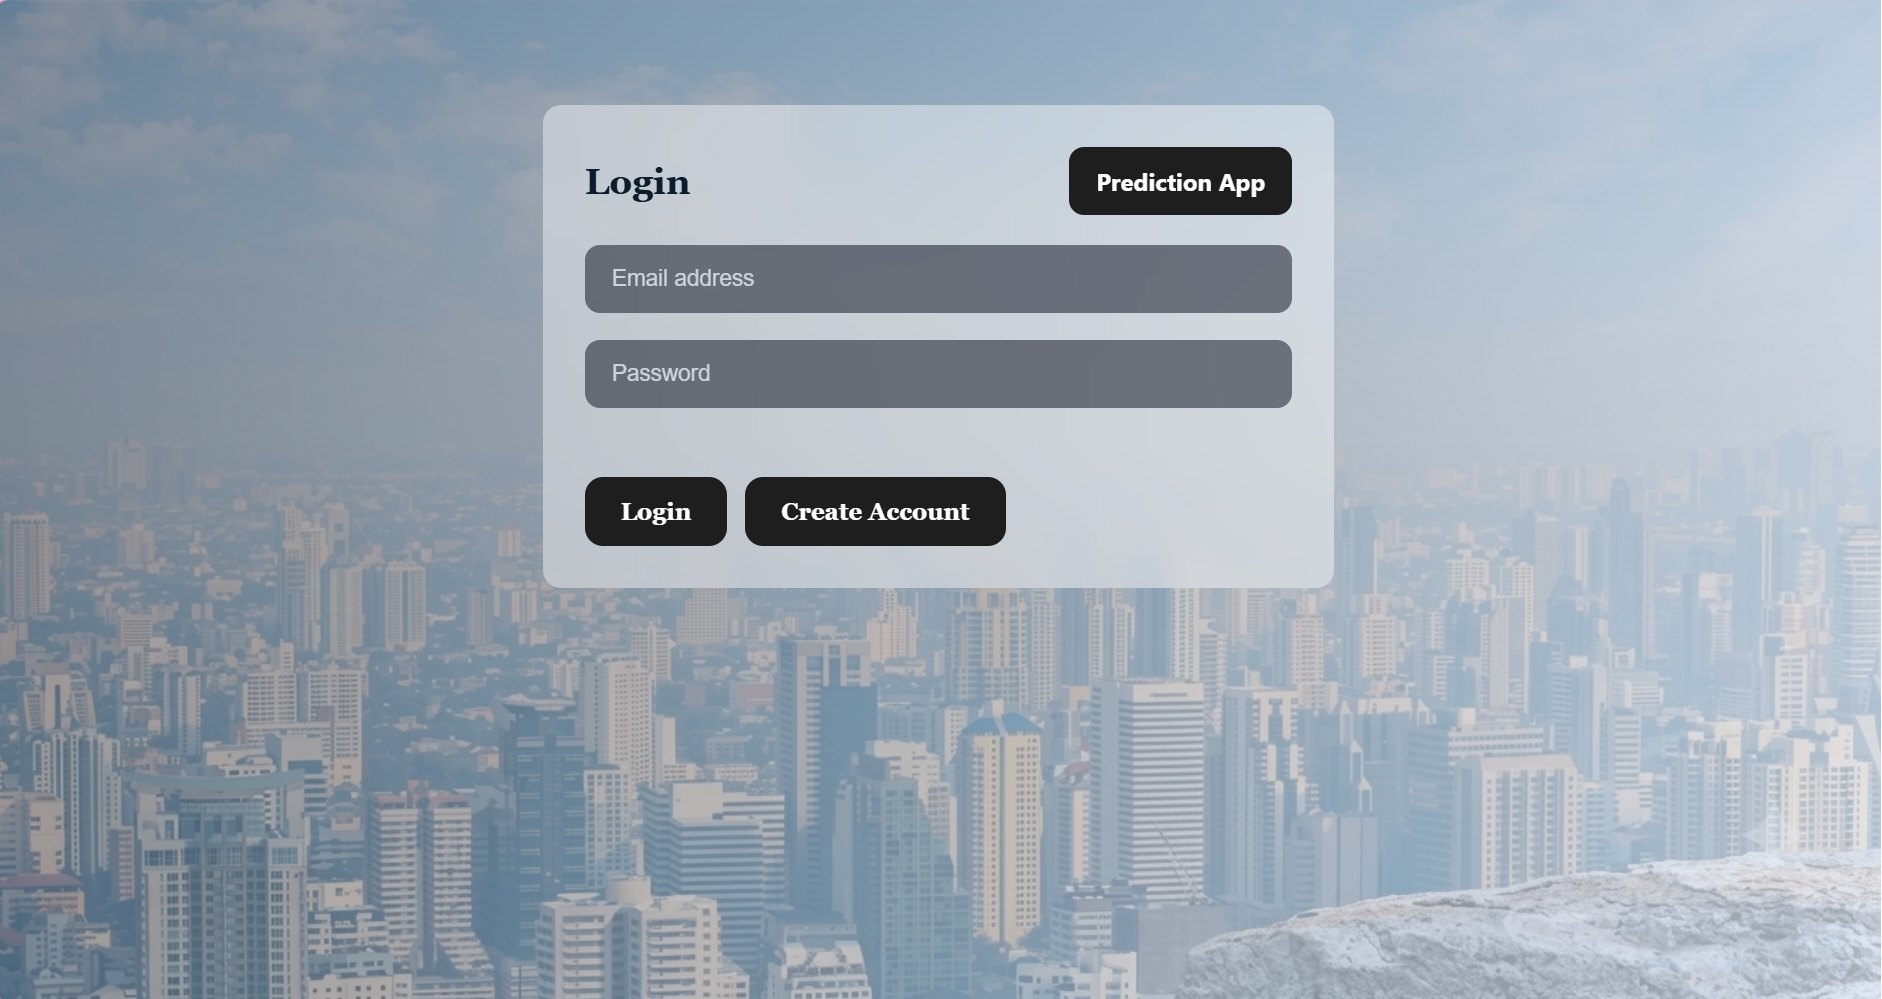 Login
Prediction App
Email address
Password
Login
Create Account